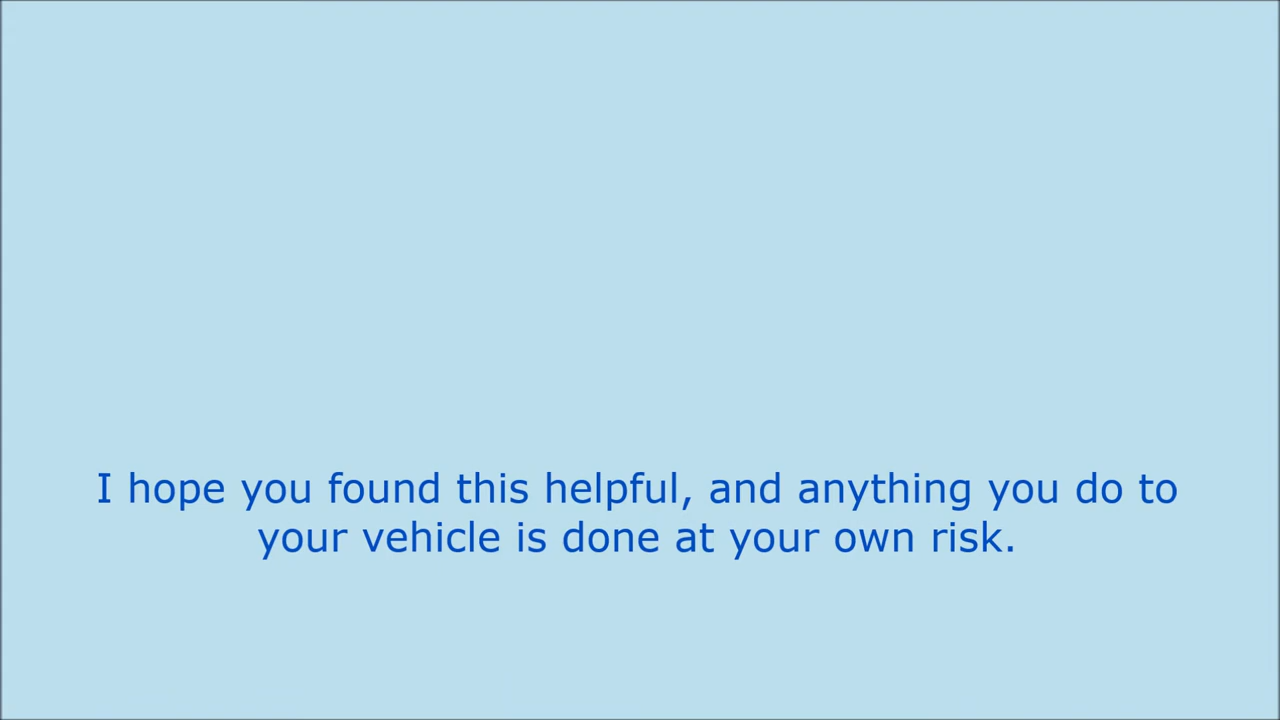 I hope you found this helpful, and anything you do to
your vehicle is done at your own risk.